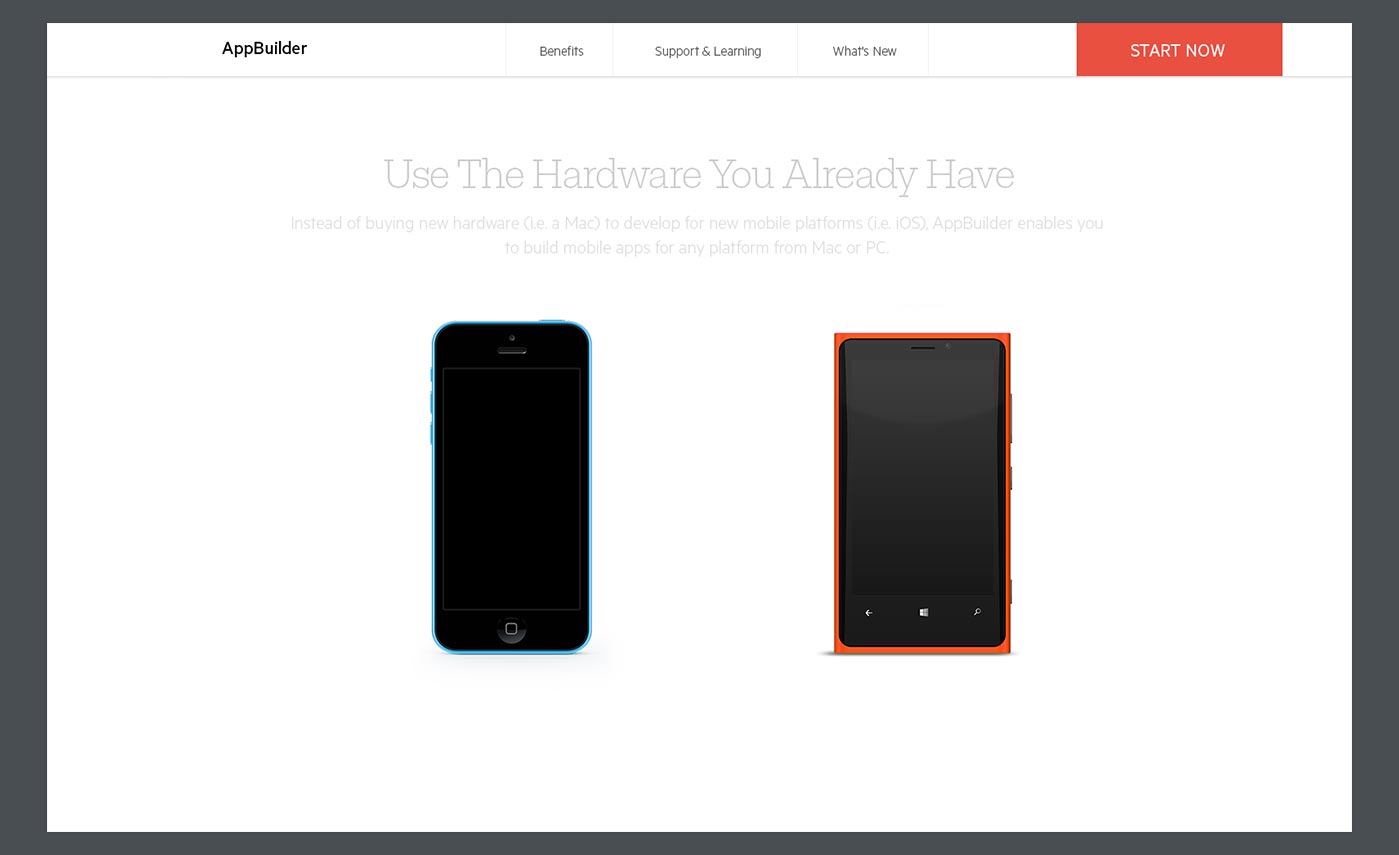 AppBuilder
Benefits
Support & Learning
What's New
START NOW
Use The Hardware You Already Have
Instead of buying new hardware (i.e. a Mac) to develop for new mobile platforms (i.e. iOS), AppBuilder enables you
to build mobile apps for any platform from Mac or PC.